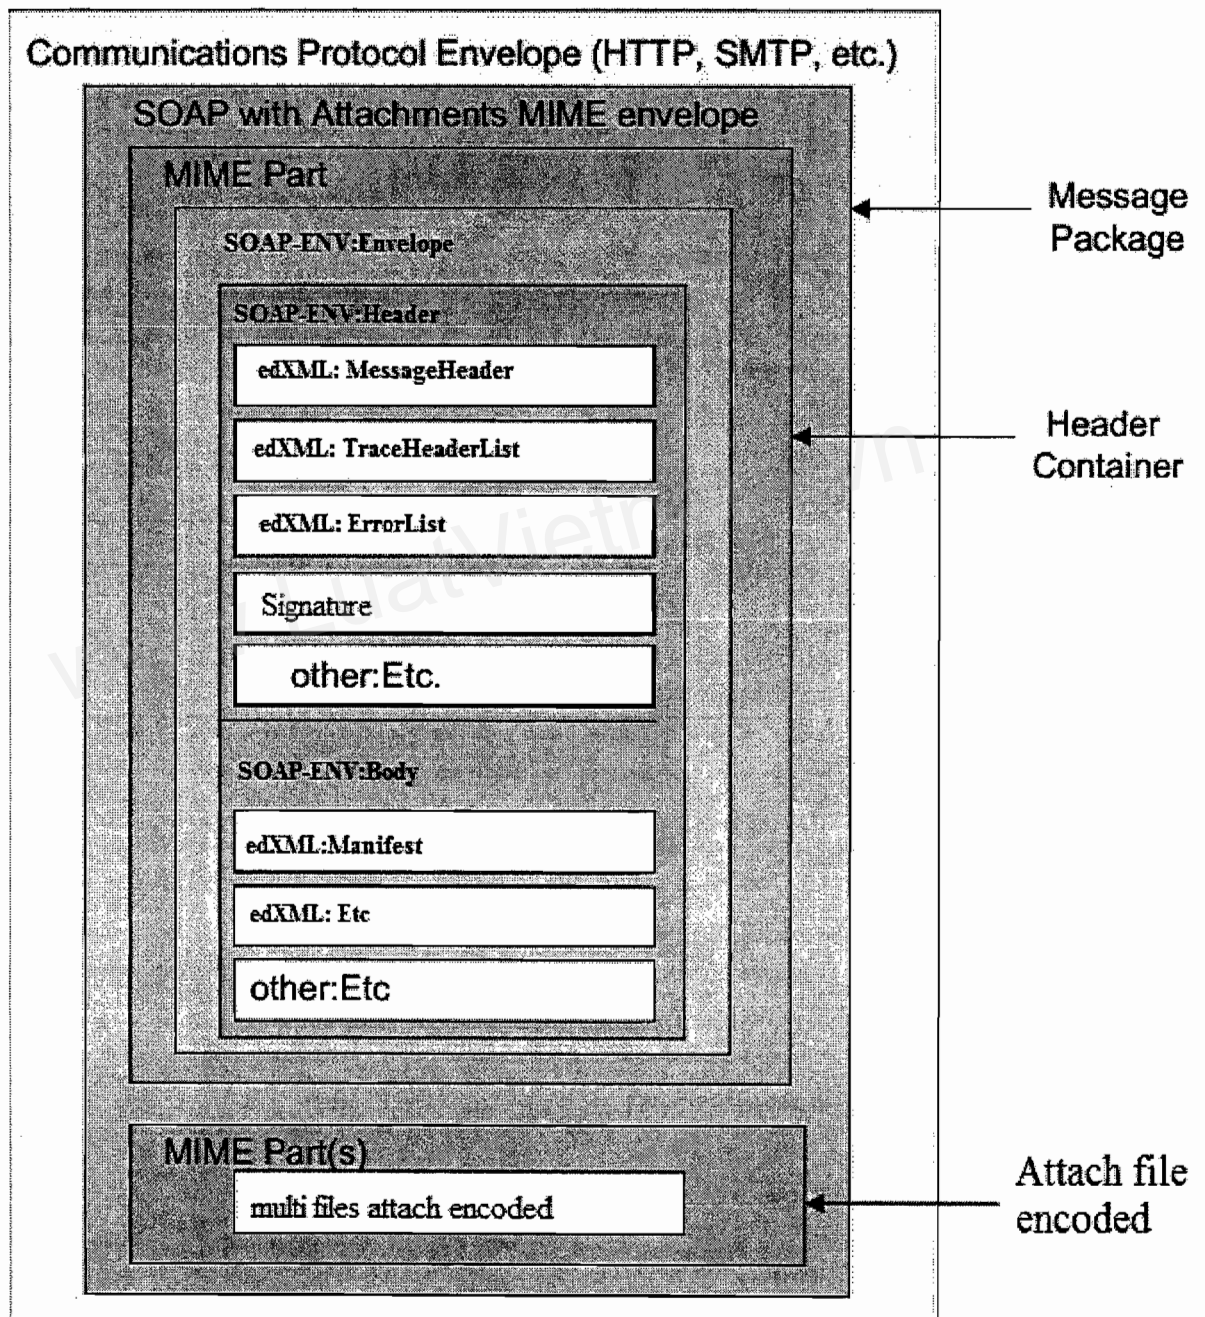 Communications Protocol Envelope (HTTP, SMTP, etc.)
SOAP with Attachments MIME envelope
MIME Part
SOAP-ENV:Envelope
SOAP-ENV:Header
edXML: MessageHeader
edXML: TraceHeaderList
edXML: ErrorList
Signature
other:Etc.
SOAP-ENV:Body
edXML:Manifest
edXML: Etc
other:Etc
MIME Part(s)
multi files attach encoded
Message
Package
Header
Container
Attach file
encoded